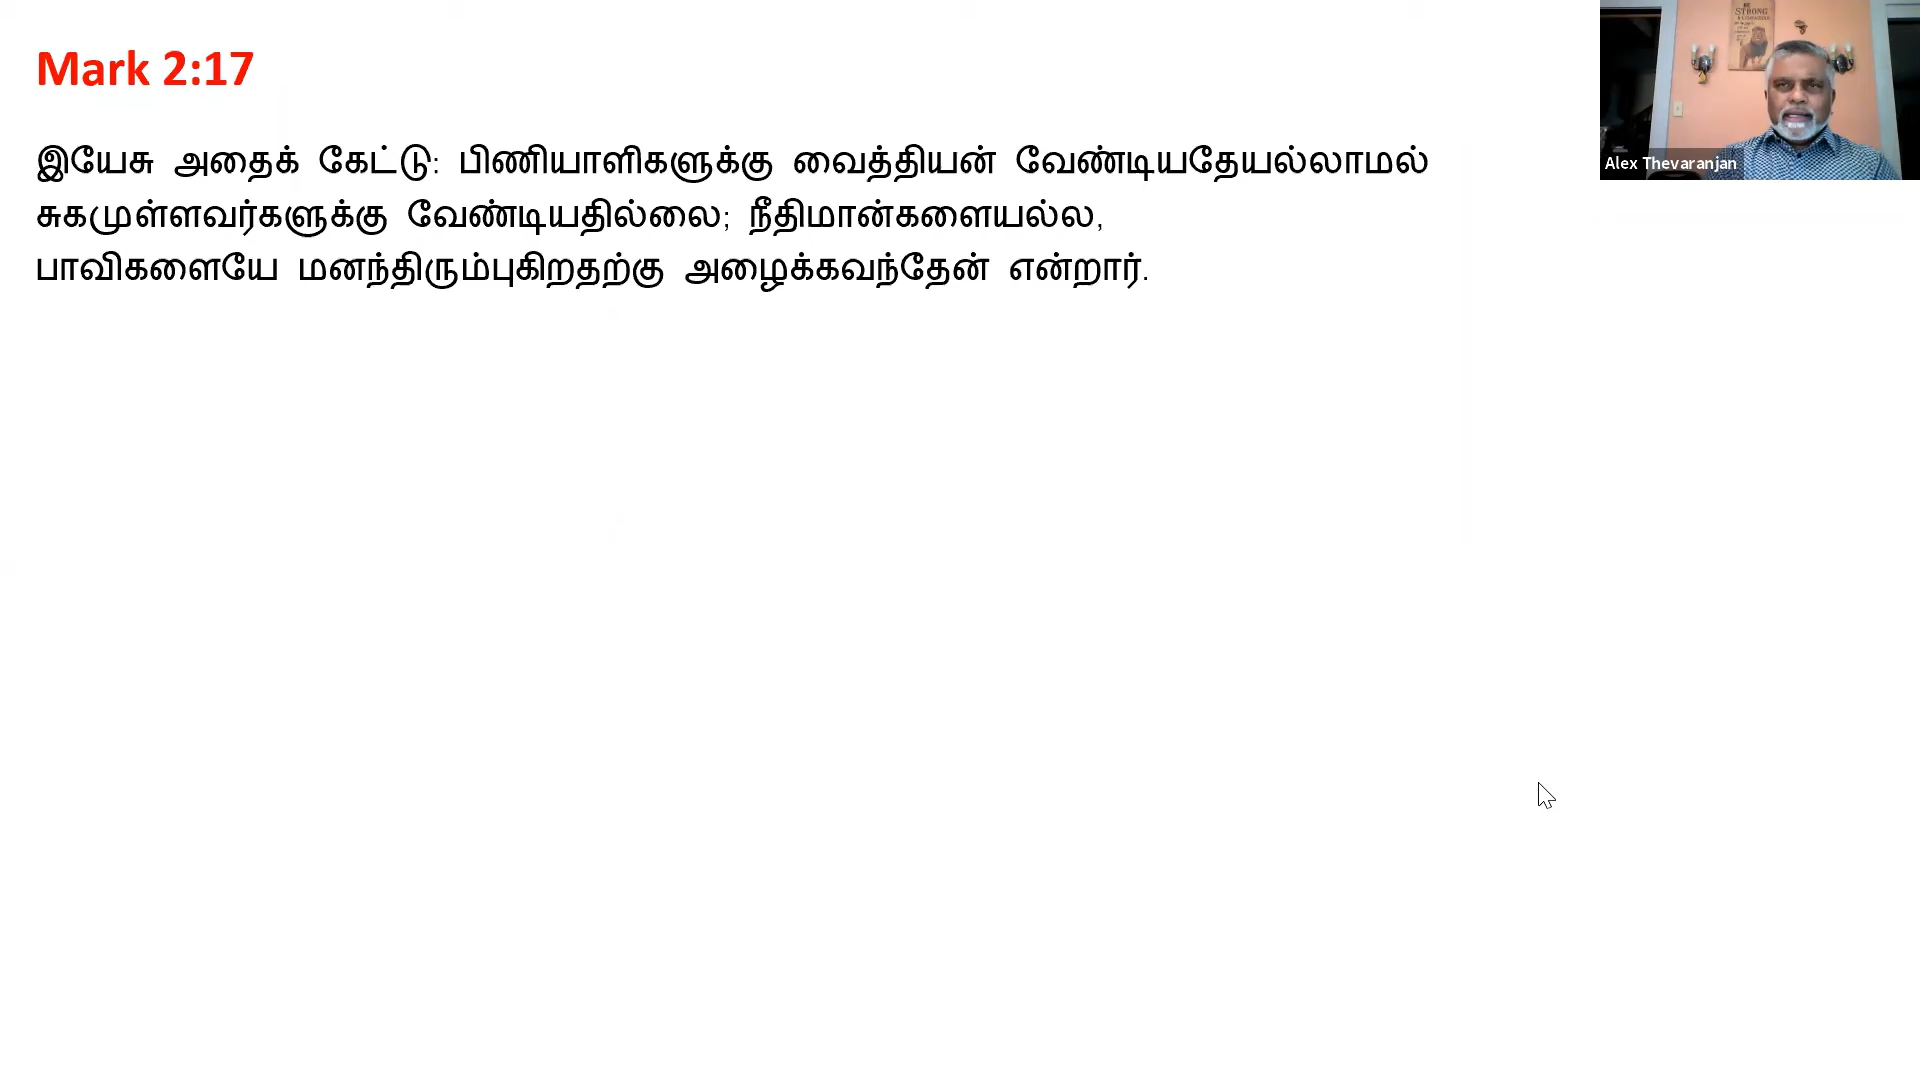 Mark 2:17
இயேசு அதைக் கேட்டு: பிணியாளிகளுக்கு வைத்தியன் வேண்டியதேயல்லாமல்
சுகமுள்ளவர்களுக்கு வேண்டியதில்லை; நீதிமான்களையல்ல,
பாவிகளையே மனந்திரும்புகிறதற்கு அழைக்கவந்தேன் என்றார்.
STRONG
Alex Thevaranjan